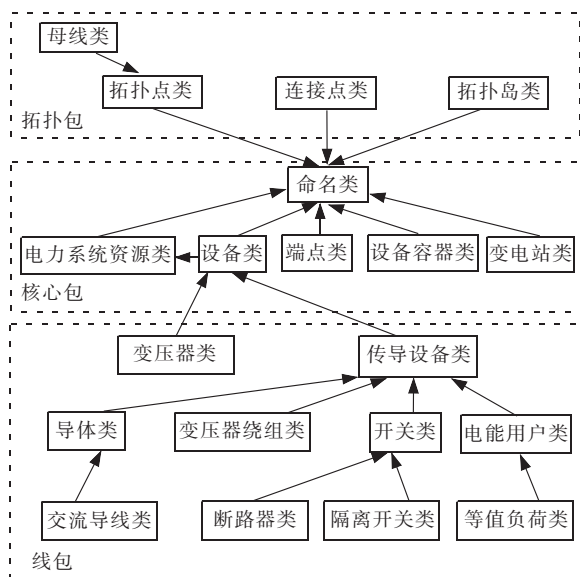 母线类
拓扑点类
连接点类
拓扑岛类
拓扑包
命名类
电力系统资源类
设备类
端点类
设备容器类
变电站类
核心包
变压器类
传导设备类
导体类
变压器绕组类
开关类
电能用户类
交流导线类
断路器类
隔离开关类
等值负荷类
线包